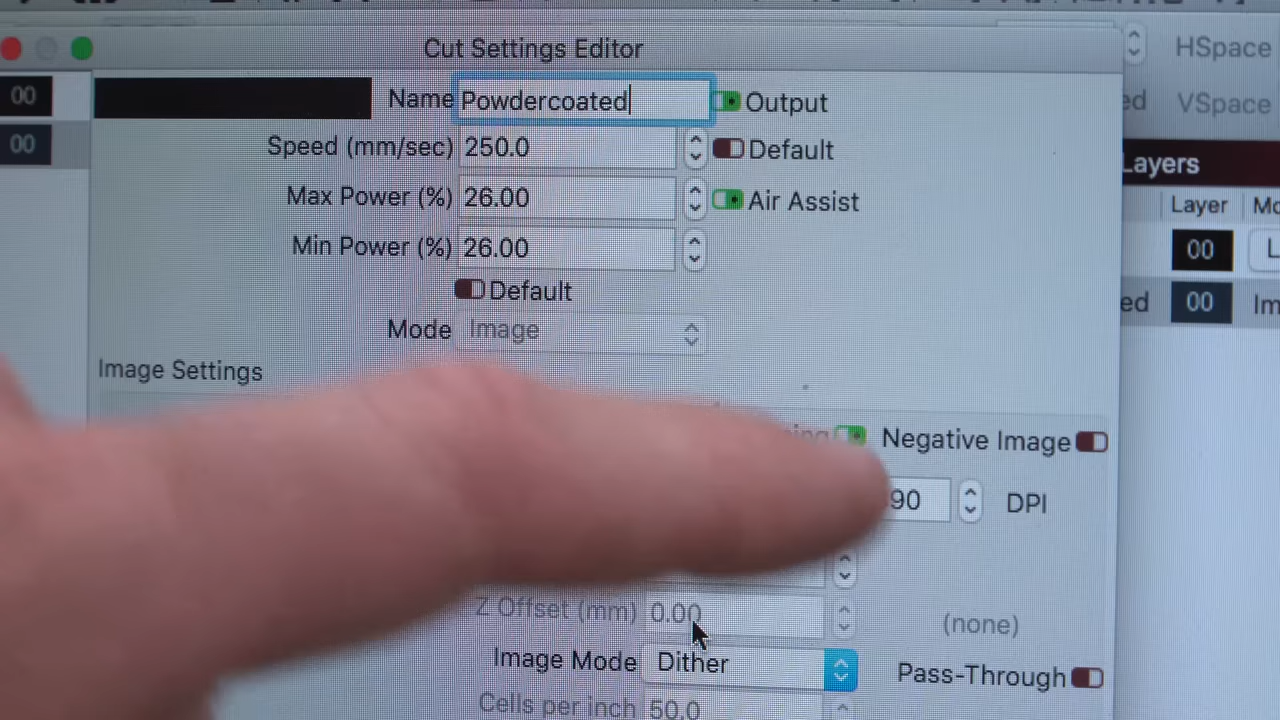 Cut Settings Editor
HSpace
00
Name Powdercoated
Output
ed
VSpace
00
Speed (mm/sec) 250.0
Default
Layers
Max Power (%) 26.00
Air Assist
Layer
Min Power (%) 26.00
00
Default
ed
00
Mode Image
Image Settings
Negative Image
90
DPI
Z Offset (mm) 0.00
(none)
Image Mode Dither
Pass-Through
Cells per inch 50.0